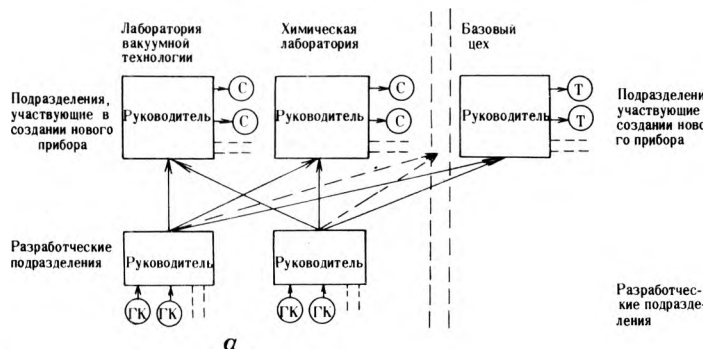 Лаборатория
вакуумной
технологии
Химическая
лаборатория
Базовый
цех
Подразделения,
участвующие в
создании нового
прибора
Руководитель
С
С
Руководитель
С
С
Руководитель
Т
Т
Подразделени
участвующие
создании ново
го прибора
Разработческие
подразделения
Руководитель
ГК
ГК
Руководитель
ГК
ГК
Разработчес-
кие подразде-
ления
а